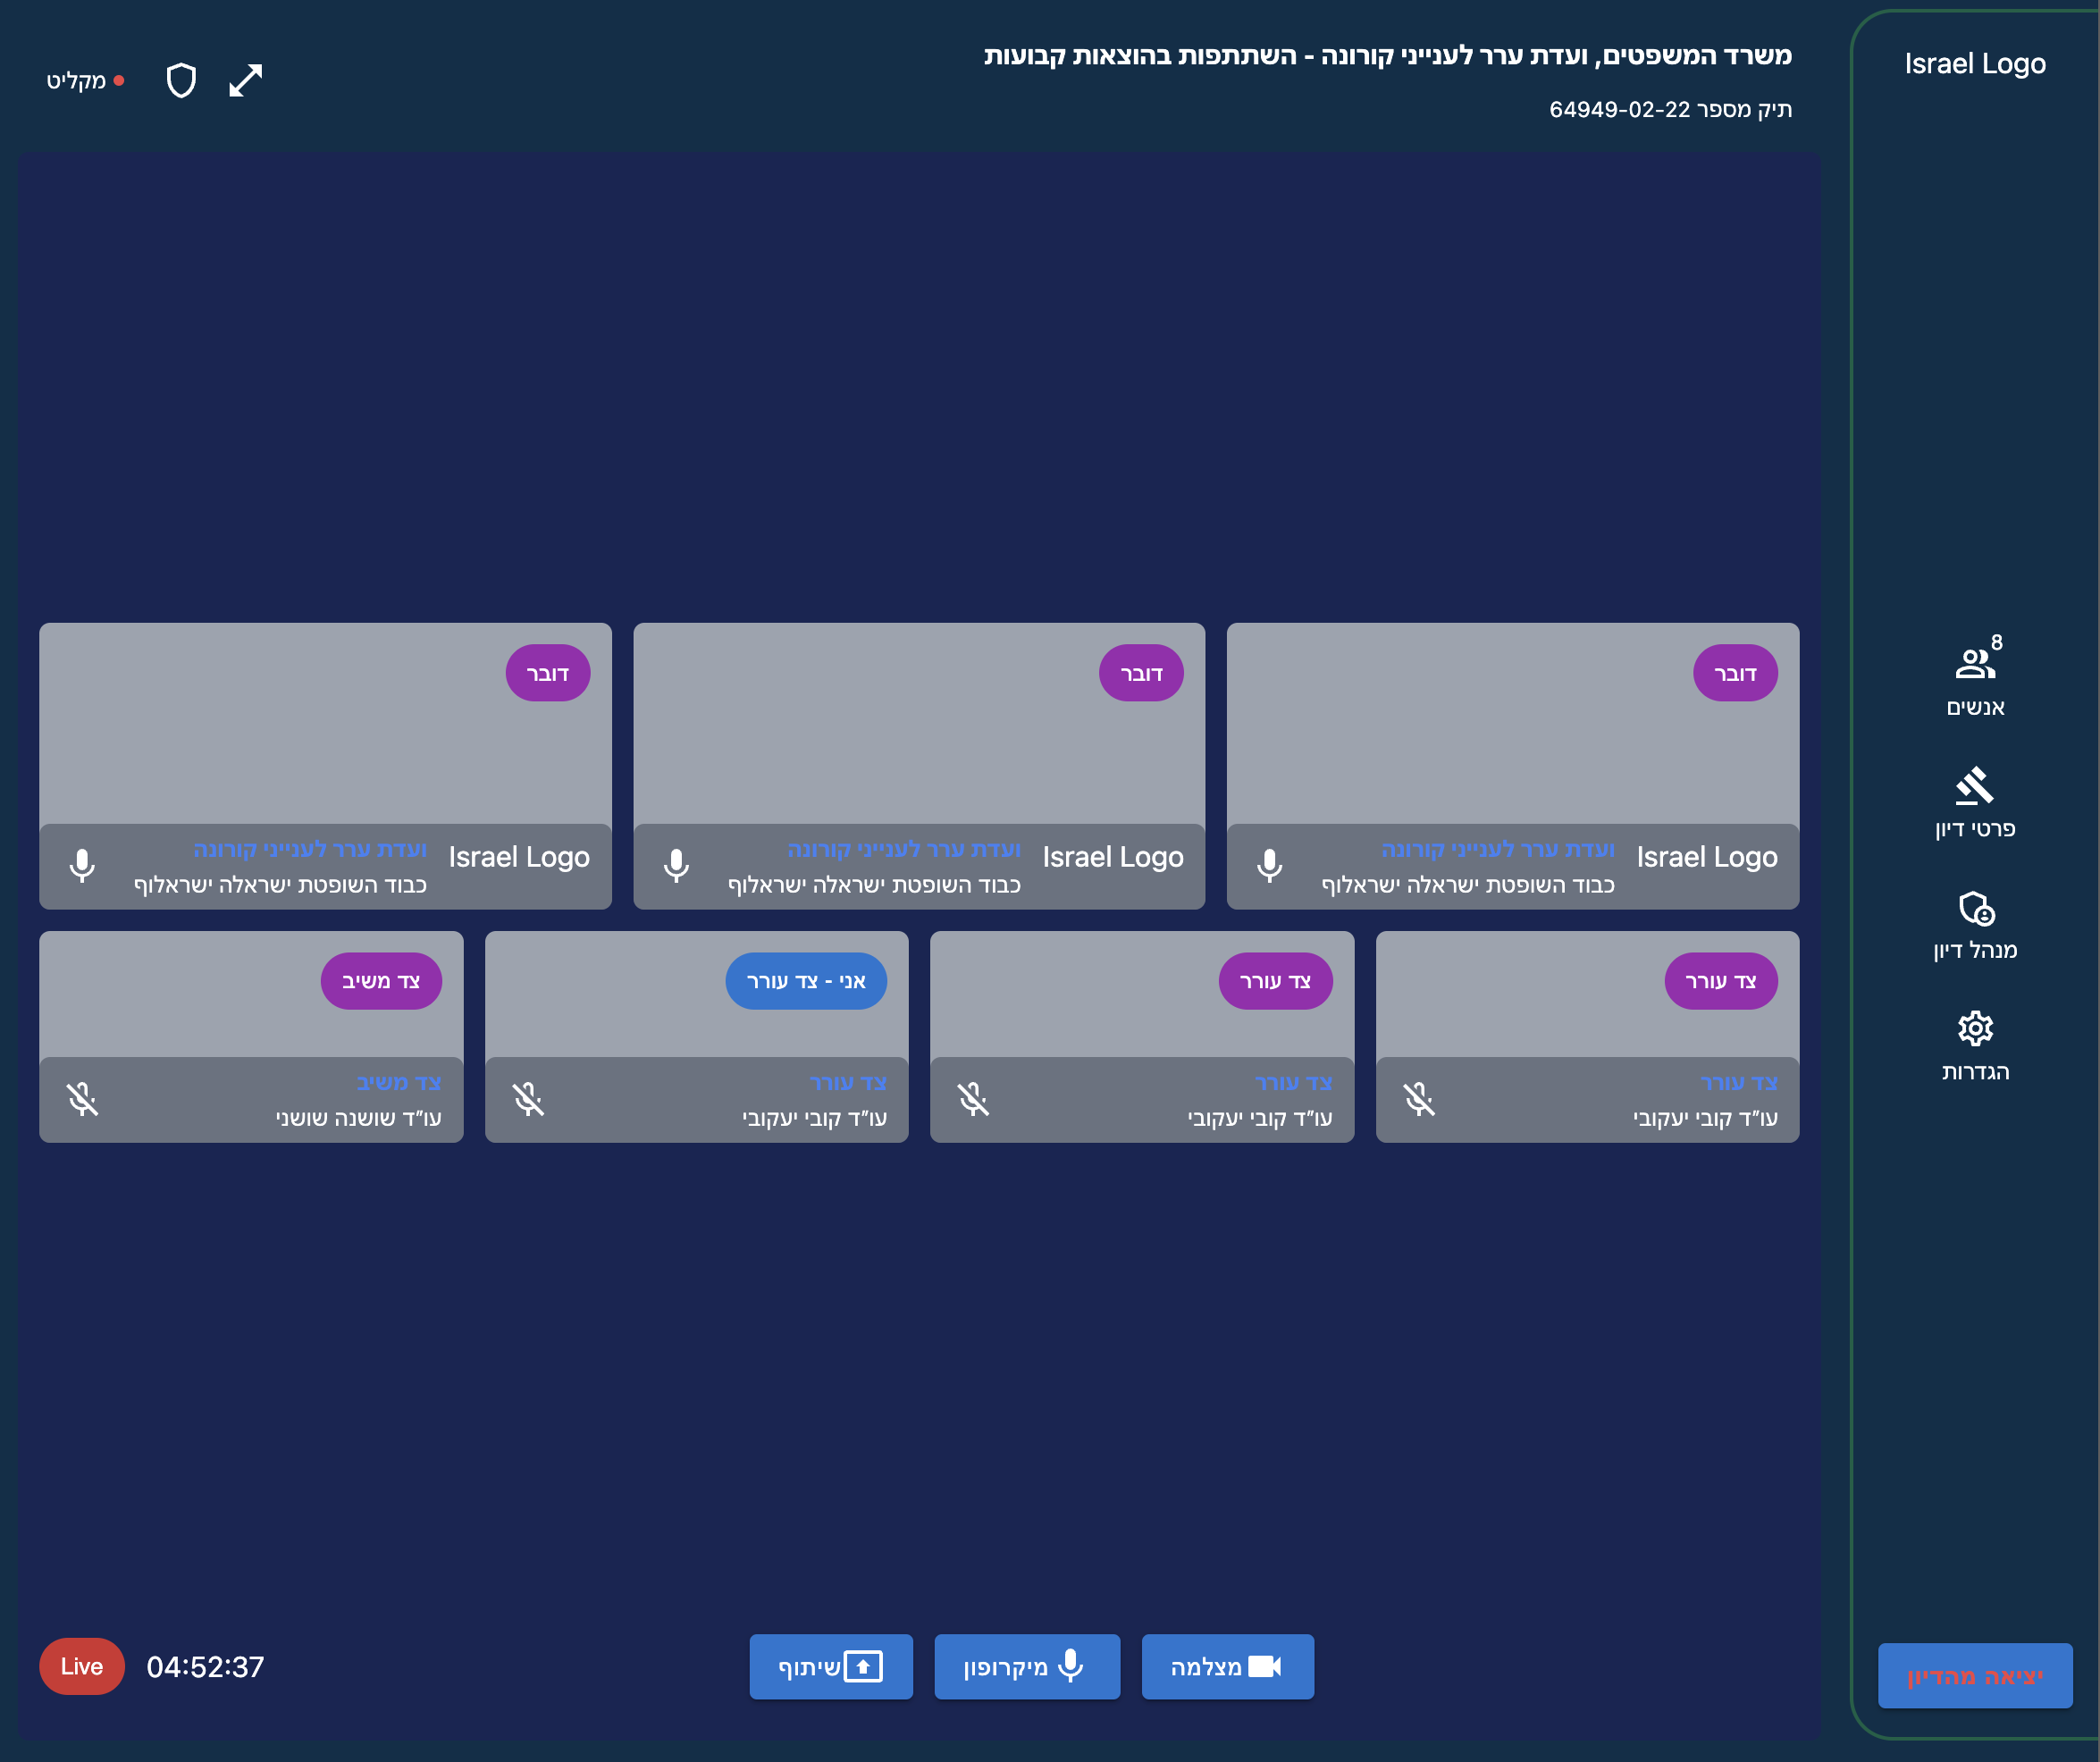 Israel Logo
משרד המשפטים, ועדת ערר לענייני קורונה - השתתפות בהוצאות קבועות
תיק מספר 64949-02-22
מקליט
8
אנשים
פרטי דיון
מנהל דיון
הגדרות
יציאה מהדיון
דובר
Israel Logo
ועדת ערר לענייני קורונה
כבוד השופטת ישראלה ישראלוף
דובר
Israel Logo
ועדת ערר לענייני קורונה
כבוד השופטת ישראלה ישראלוף
דובר
Israel Logo
ועדת ערר לענייני קורונה
כבוד השופטת ישראלה ישראלוף
צד עורר
צד עורר
עו"ד קובי יעקובי
צד עורר
צד עורר
עו"ד קובי יעקובי
אני - צד עורר
צד עורר
עו"ד קובי יעקובי
צד משיב
צד משיב
עו"ד שושנה שושני
מצלמה
מיקרופון
שיתוף
04:52:37
Live